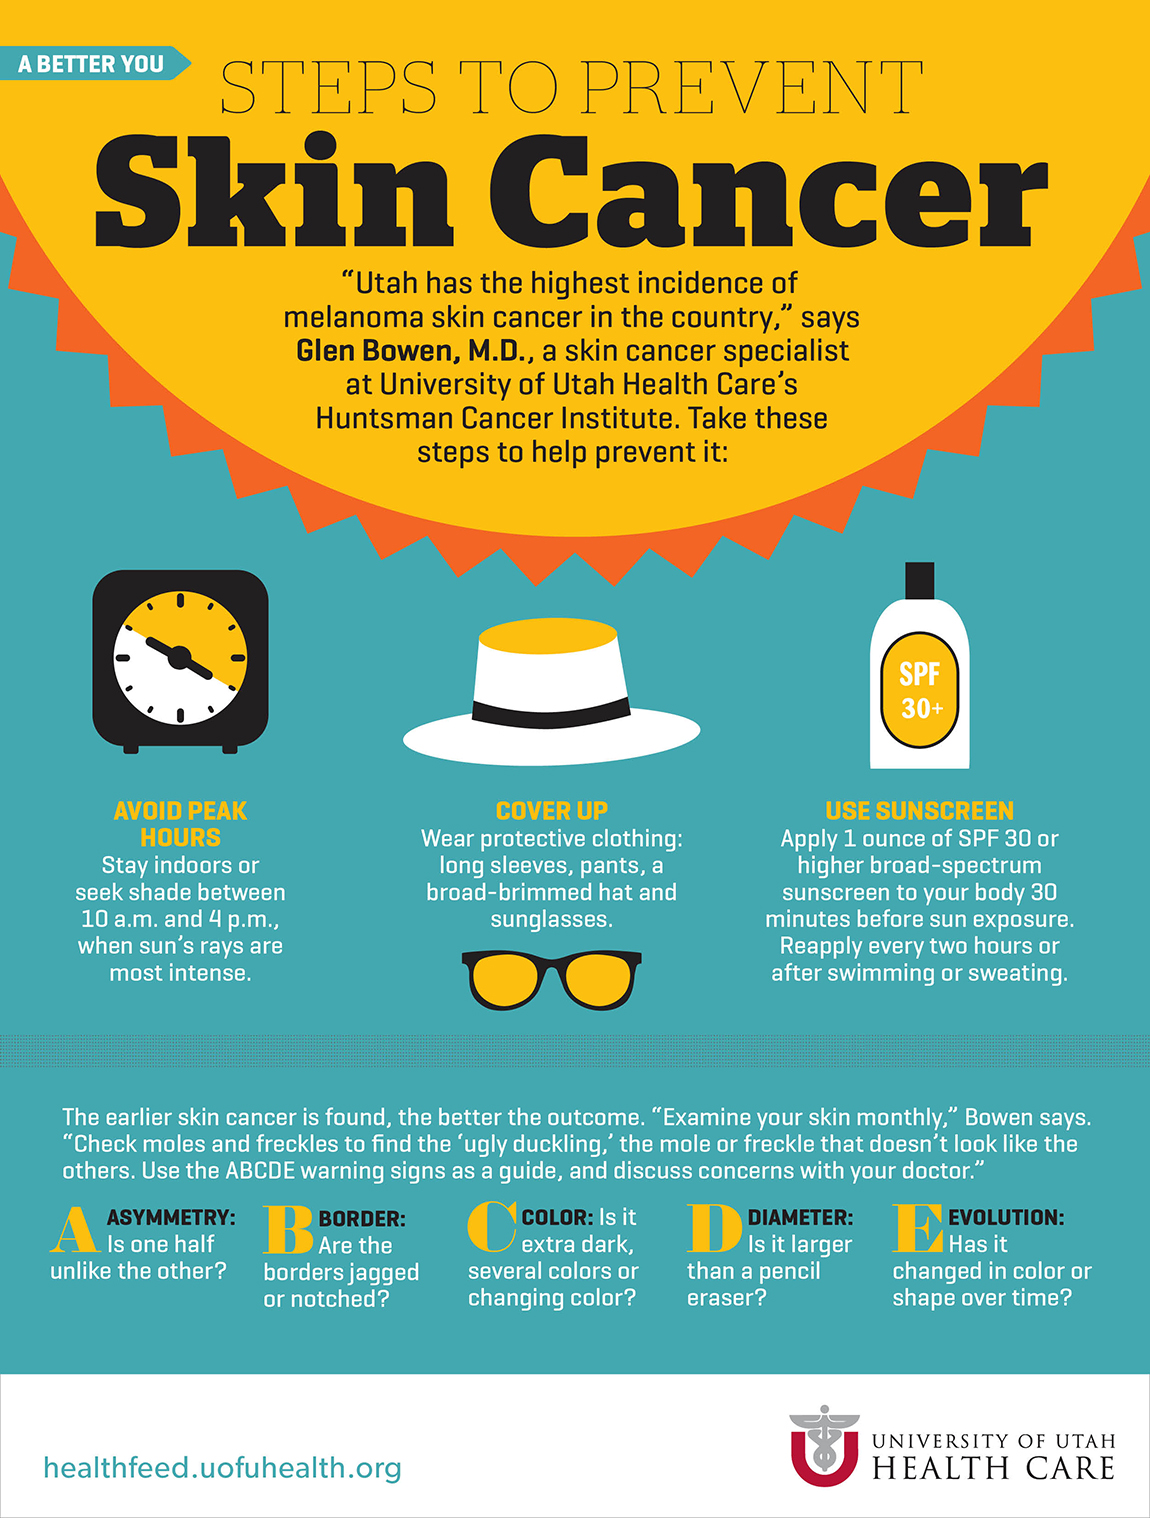 A BETTER YOU
STEPS TO PREVENT
Skin Cancer
“Utah has the highest incidence of
melanoma skin cancer in the country,” says
Glen Bowen, M.D., a skin cancer specialist
at University of Utah Health Care’s
Huntsman Cancer Institute. Take these
steps to help prevent it:
AVOID PEAK
HOURS
Stay indoors or
seek shade between
10 a.m. and 4 p.m.,
when sun’s rays are
most intense.
COVER UP
Wear protective clothing:
long sleeves, pants, a
broad-brimmed hat and
sunglasses.
SPF
30+
USE SUNSCREEN
Apply 1 ounce of SPF 30 or
higher broad-spectrum
sunscreen to your body 30
minutes before sun exposure.
Reapply every two hours or
after swimming or sweating.
The earlier skin cancer is found, the better the outcome. “Examine your skin monthly,” Bowen says.
“Check moles and freckles to find the ‘ugly duckling,’ the mole or freckle that doesn’t look like the
others. Use the ABCDE warning signs as a guide, and discuss concerns with your doctor.”
A ASYMMETRY:
Is one half
unlike the other?
B BORDER:
Are the
borders jagged
or notched?
C COLOR: Is it
extra dark,
several colors or
changing color?
D DIAMETER:
Is it larger
than a pencil
eraser?
E EVOLUTION:
Has it
changed in color or
shape over time?
healthfeed.uofuhealth.org
U
UNIVERSITY OF UTAH
HEALTH CARE